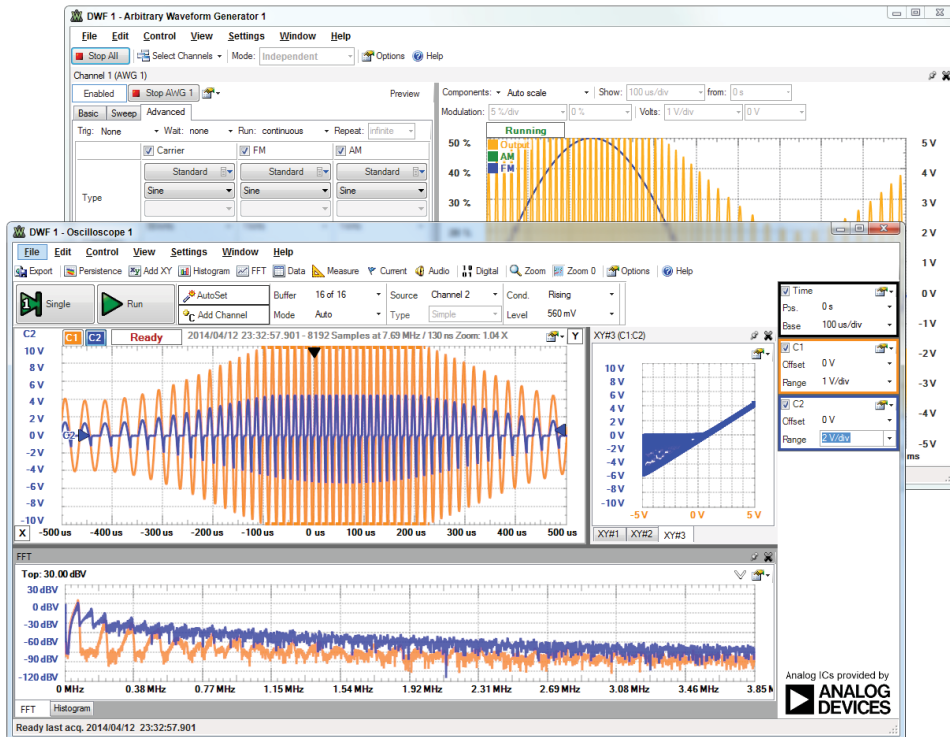 DWF 1 - Arbitrary Waveform Generator 1
File Edit Control View Settings Window Help
Stop All Select Channels Mode: Independent Options Help
Channel 1 (AWG 1)
Enabled Stop AWG 1 Preview
Basic Sweep Advanced
Trig: None Wait: none Run: continuous Repeat: infinite
Carrier FM AM
Standard Standard Standard
Type
Sine Sine Sine
Components: Auto scale Show: 100 us/div from: 0 s
Modulation: 5 %/div 0 % Volts: 1 V/div 0 V
Running
Output
AM
FM
50 %
40 %
30 %
5 V
4 V
3 V
2 V
1 V
0 V
-1 V
-2 V
-3 V
-4 V
-5 V
ms
DWF 1 - Oscilloscope 1
File Edit Control View Settings Window Help
Export Persistence Add XY Histogram FFT Data Measure Current Audio Digital Zoom Zoom 0 Options Help
Single Run AutoSet Buffer 16 of 16 Source Channel 2 Cond. Rising
Add Channel Mode Auto Type Simple Level 560 mV
C2 C1 C2 Ready 2014/04/12 23:32:57.901 - 8192 Samples at 7.69 MHz / 130 ns Zoom: 1.04 X Y
10 V
8 V
6 V
4 V
2 V
0 V
-2 V
-4 V
-6 V
-8 V
-10 V
C2
X -500 us -400 us -300 us -200 us -100 us 0 us 100 us 200 us 300 us 400 us 500 us
XY#3 (C1:C2)
10 V
8 V
6 V
4 V
2 V
0 V
-2 V
-4 V
-6 V
-8 V
-10 V
-5 V 0 V 5 V
XY#1 XY#2 XY#3
Time
Pos. 0 s
Base 100 us/div
C1
Offset 0 V
Range 1 V/div
C2
Offset 0 V
Range 2 V/div
FFT
Top: 30.00 dBV
30 dBV
0 dBV
-30 dBV
-60 dBV
-90 dBV
-120 dBV
0 MHz 0.38 MHz 0.77 MHz 1.15 MHz 1.54 MHz 1.92 MHz 2.31 MHz 2.69 MHz 3.08 MHz 3.46 MHz 3.85 M
FFT Histogram
Ready last acq. 2014/04/12 23:32:57.901
Analog ICs provided by
ANALOG
DEVICES